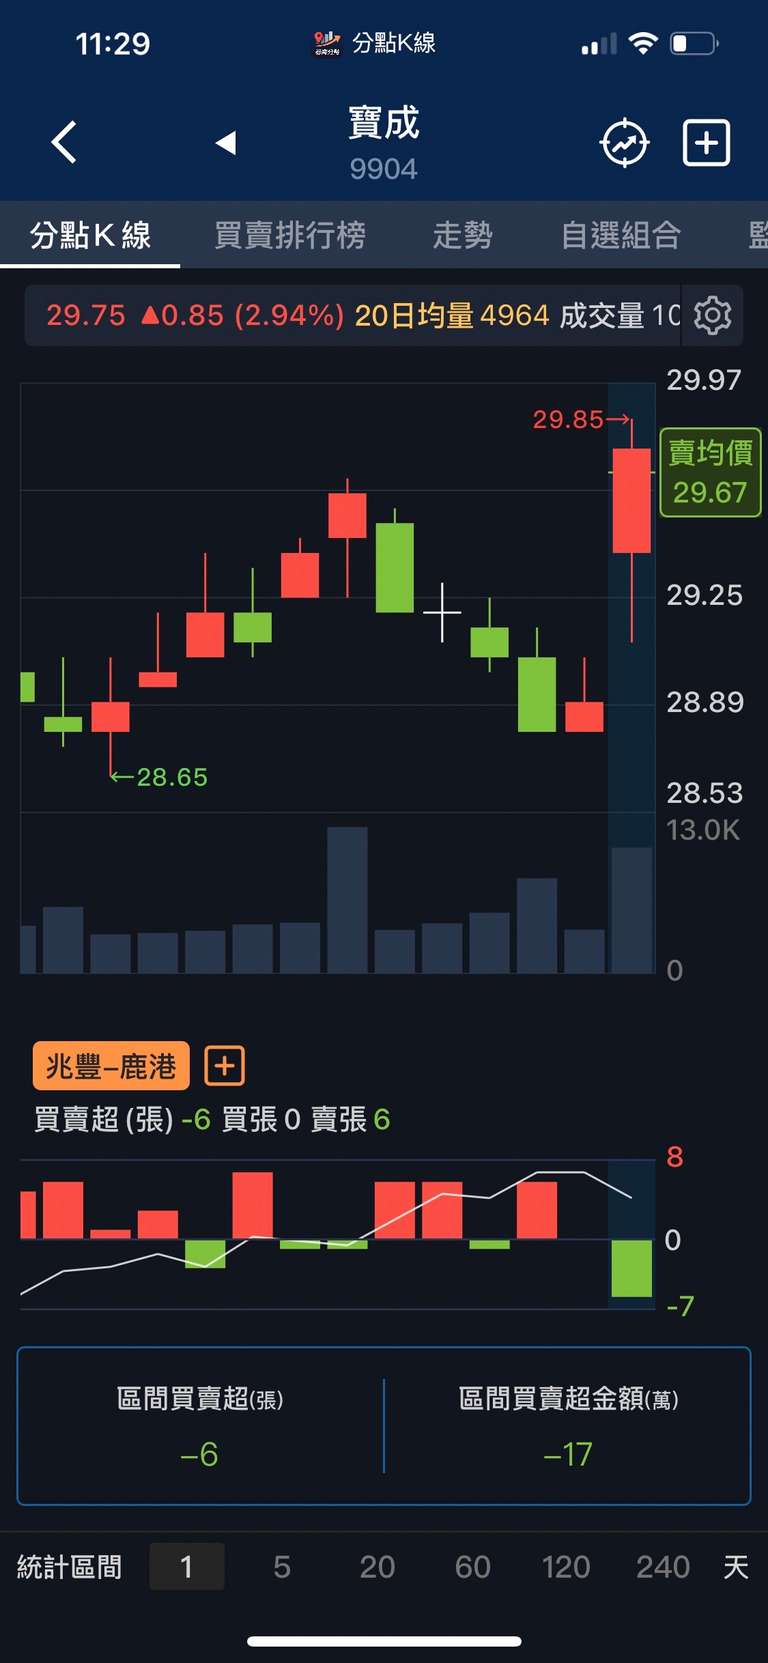 11:29
分點K線
寶成
9904
分點K線 買賣排行榜 走勢 自選組合
29.75 ▲0.85 (2.94%) 20日均量 4964 成交量 10
29.97
29.85→
賣均價
29.67
29.25
28.89
←28.65
28.53
13.0K
0
兆豐–鹿港
買賣超(張) -6 買張 0 賣張 6
8
0
-7
區間買賣超(張) 區間買賣超金額(萬)
–6 –17
統計區間 1 5 20 60 120 240 天